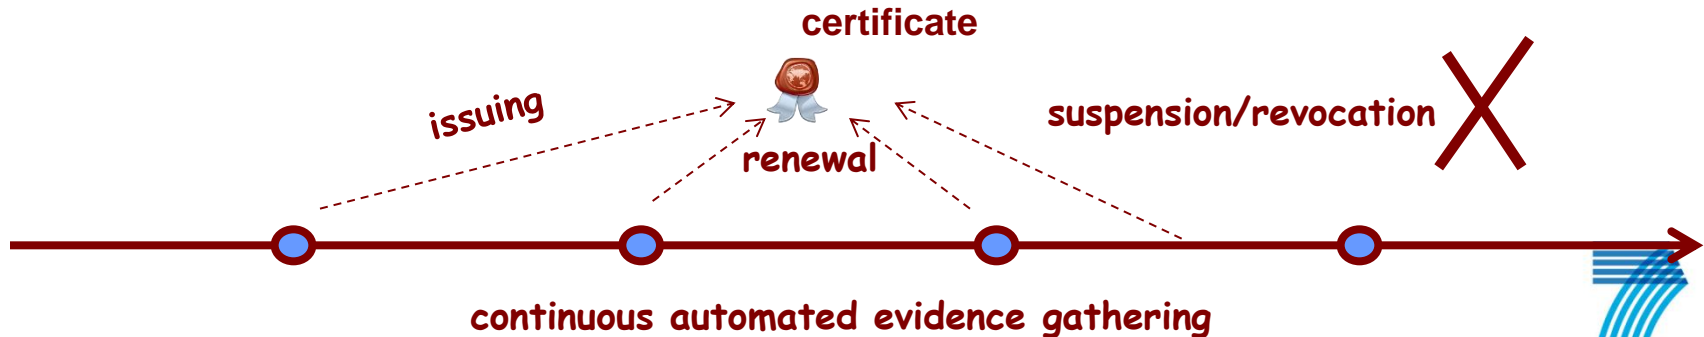 certificate
issuing
suspension/revocation
renewal
continuous automated evidence gathering